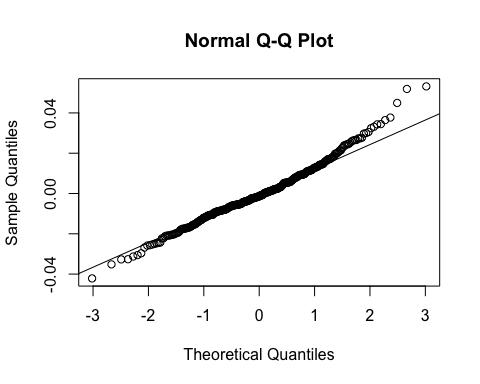 Normal Q-Q Plot
Sample Quantiles
0.04
0.00
-0.04
-3 -2 -1 0 1 2 3
Theoretical Quantiles